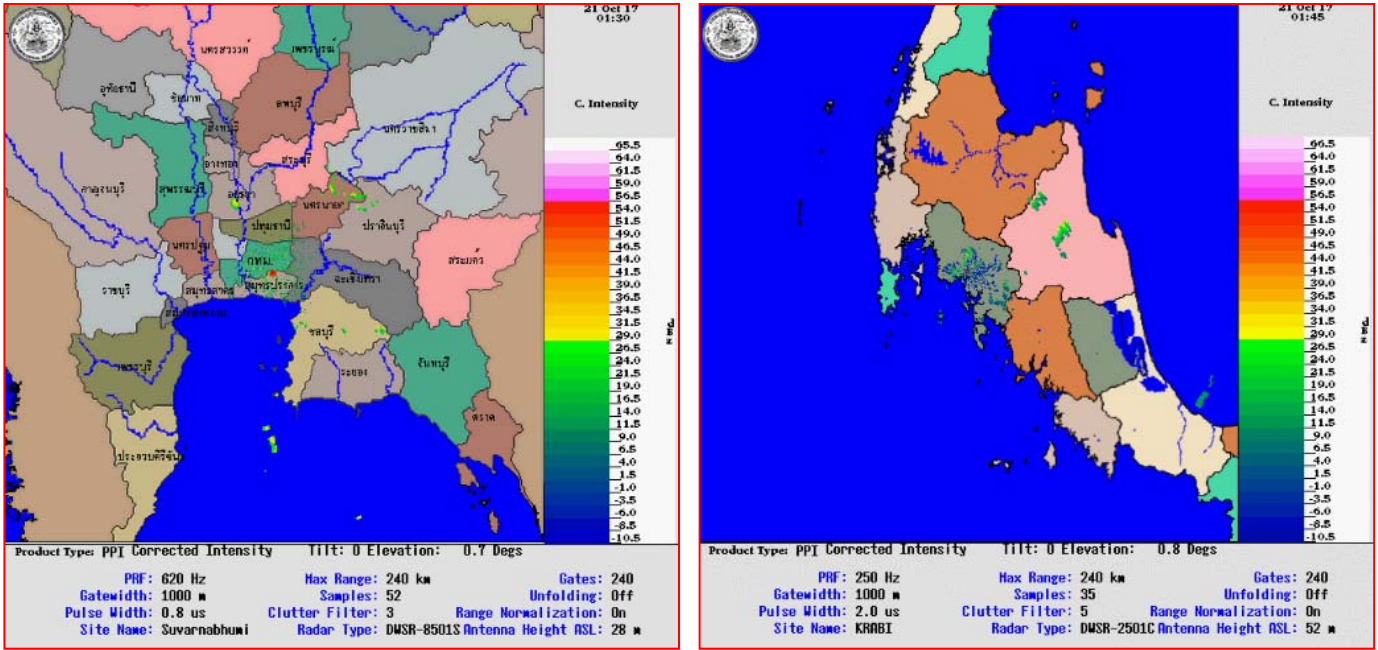 21 Oct 17
01:30
C. Intensity
65.5
64.0
61.5
59.0
56.5
54.0
51.5
49.0
46.5
44.0
41.5
39.0
36.5
34.0
31.5
29.0
26.5
24.0
21.5
19.0
16.5
14.0
11.5
9.0
6.5
4.0
1.5
-1.0
-3.5
-6.0
-8.5
-10.5
นครสวรรค์
เพชรบูรณ์
อุทัยธานี
ชัยนาท
ลพบุรี
สิงห์บุรี
นครราชสีมา
อ่างทอง
สระบุรี
กาญจนบุรี
สุพรรณบุรี
อยุธยา
นครนายก
ปทุมธานี
ปราจีนบุรี
นครปฐม
กทม.
สระแก้ว
ฉะเชิงเทรา
ราชบุรี
สมุทรสาคร
สมุทรปราการ
ชลบุรี
เพชรบุรี
ระยอง
จันทบุรี
ตราด
ประจวบคีรีขันธ์
Product Type: PPI Corrected Intensity Tilt: 0 Elevation: 0.7 Degs
PRF: 620 Hz Max Range: 240 km Gates: 240
Gatewidth: 1000 m Samples: 52 Unfolding: Off
Pulse Width: 0.8 us Clutter Filter: 3 Range Normalization: On
Site Name: Suvarnabhumi Radar Type: DWSR-8501S Antenna Height ASL: 28 m
21 Oct 17
01:45
C. Intensity
66.5
64.0
61.5
59.0
56.5
54.0
51.5
49.0
46.5
44.0
41.5
39.0
36.5
34.0
31.5
29.0
26.5
24.0
21.5
19.0
16.5
14.0
11.5
9.0
6.5
4.0
1.5
-1.0
-3.5
-6.0
-8.5
-10.5
Product Type: PPI Corrected Intensity Tilt: 0 Elevation: 0.8 Degs
PRF: 250 Hz Max Range: 240 km Gates: 240
Gatewidth: 1000 m Samples: 35 Unfolding: Off
Pulse Width: 2.0 us Clutter Filter: 5 Range Normalization: On
Site Name: KRABI Radar Type: DWSR-2501C Antenna Height ASL: 52 m